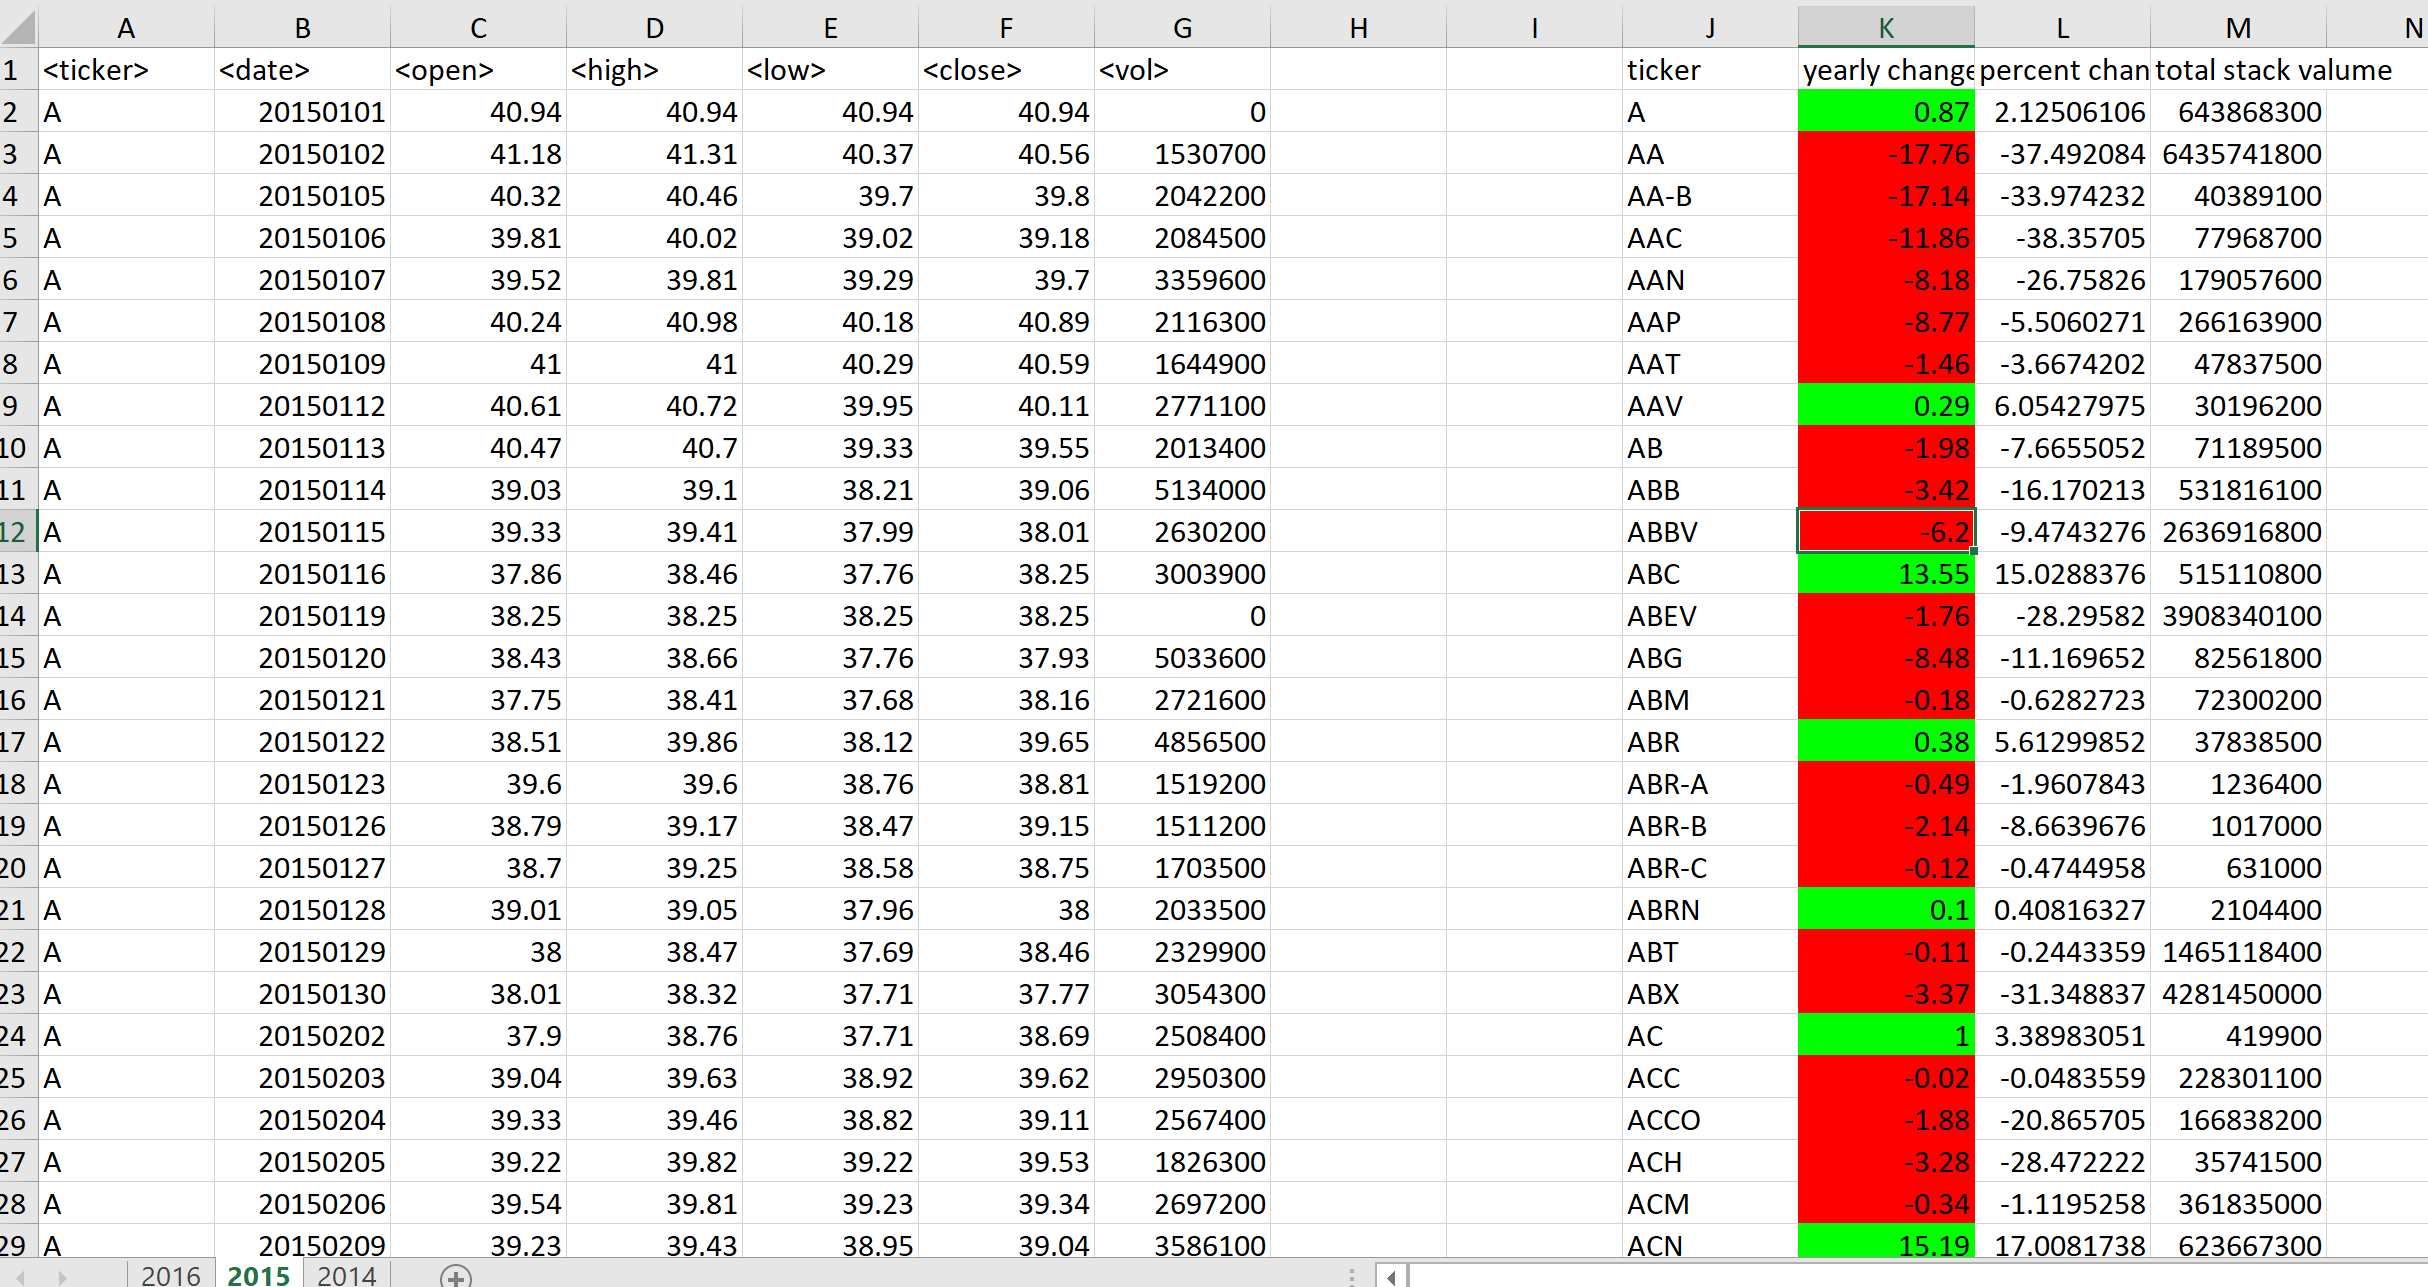 A B C D E F G H I J K L M N
1 <ticker> <date> <open> <high> <low> <close> <vol> ticker yearly change percent chan total stack valume
2 A 20150101 40.94 40.94 40.94 40.94 0 A 0.87 2.12506106 643868300
3 A 20150102 41.18 41.31 40.37 40.56 1530700 AA -17.76 -37.492084 6435741800
4 A 20150105 40.32 40.46 39.7 39.8 2042200 AA-B -17.14 -33.974232 40389100
5 A 20150106 39.81 40.02 39.02 39.18 2084500 AAC -11.86 -38.35705 77968700
6 A 20150107 39.52 39.81 39.29 39.7 3359600 AAN -8.18 -26.75826 179057600
7 A 20150108 40.24 40.98 40.18 40.89 2116300 AAP -8.77 -5.5060271 266163900
8 A 20150109 41 41 40.29 40.59 1644900 AAT -1.46 -3.6674202 47837500
9 A 20150112 40.61 40.72 39.95 40.11 2771100 AAV 0.29 6.05427975 30196200
10 A 20150113 40.47 40.7 39.33 39.55 2013400 AB -1.98 -7.6655052 71189500
11 A 20150114 39.03 39.1 38.21 39.06 5134000 ABB -3.42 -16.170213 531816100
12 A 20150115 39.33 39.41 37.99 38.01 2630200 ABBV -6.2 -9.4743276 2636916800
13 A 20150116 37.86 38.46 37.76 38.25 3003900 ABC 13.55 15.0288376 515110800
14 A 20150119 38.25 38.25 38.25 38.25 0 ABEV -1.76 -28.29582 3908340100
15 A 20150120 38.43 38.66 37.76 37.93 5033600 ABG -8.48 -11.169652 82561800
16 A 20150121 37.75 38.41 37.68 38.16 2721600 ABM -0.18 -0.6282723 72300200
17 A 20150122 38.51 39.86 38.12 39.65 4856500 ABR 0.38 5.61299852 37838500
18 A 20150123 39.6 39.6 38.76 38.81 1519200 ABR-A -0.49 -1.9607843 1236400
19 A 20150126 38.79 39.17 38.47 39.15 1511200 ABR-B -2.14 -8.6639676 1017000
20 A 20150127 38.7 39.25 38.58 38.75 1703500 ABR-C -0.12 -0.4744958 631000
21 A 20150128 39.01 39.05 37.96 38 2033500 ABRN 0.1 0.40816327 2104400
22 A 20150129 38 38.47 37.69 38.46 2329900 ABT -0.11 -0.2443359 1465118400
23 A 20150130 38.01 38.32 37.71 37.77 3054300 ABX -3.37 -31.348837 4281450000
24 A 20150202 37.9 38.76 37.71 38.69 2508400 AC 1 3.38983051 419900
25 A 20150203 39.04 39.63 38.92 39.62 2950300 ACC -0.02 -0.0483559 228301100
26 A 20150204 39.33 39.46 38.82 39.11 2567400 ACCO -1.88 -20.865705 166838200
27 A 20150205 39.22 39.82 39.22 39.53 1826300 ACH -3.28 -28.472222 35741500
28 A 20150206 39.54 39.81 39.23 39.34 2697200 ACM -0.34 -1.1195258 361835000
29 A 20150209 39.23 39.43 38.95 39.04 3586100 ACN 15.19 17.0081738 623667300
2016 2015 2014